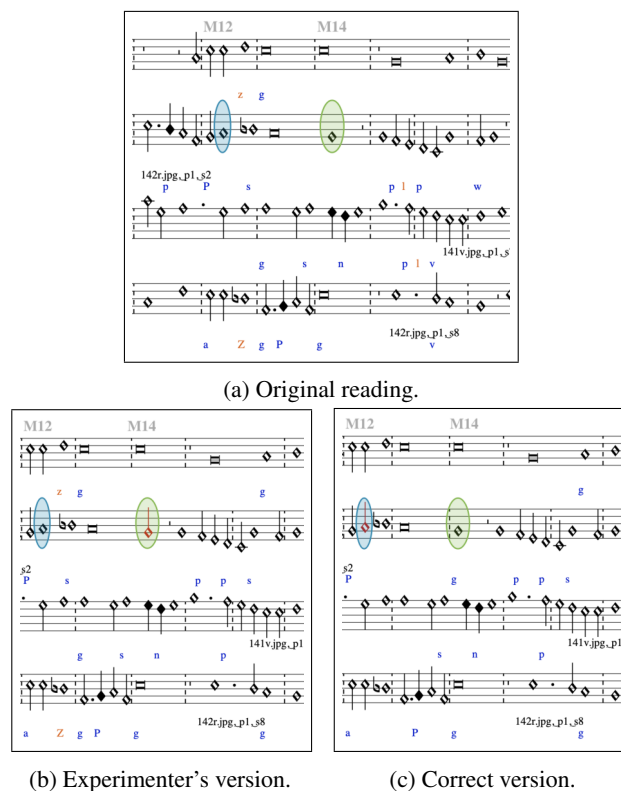 M12 M14
z g
142r.jpg_p1_s2
p P s p l p w
141v.jpg_p1_s
g s n p l v
142r.jpg_p1_s8
a Z g P g v
(a) Original reading.
M12 M14
z g g
s2
P s p p s
141v.jpg_p1
g s n p
142r.jpg_p1_s8
a Z g P g g
(b) Experimenter's version.
M12 M14
g
s2
P g p p s
141v.jpg_p1
s n p
142r.jpg_p1_s8
a P g g
(c) Correct version.